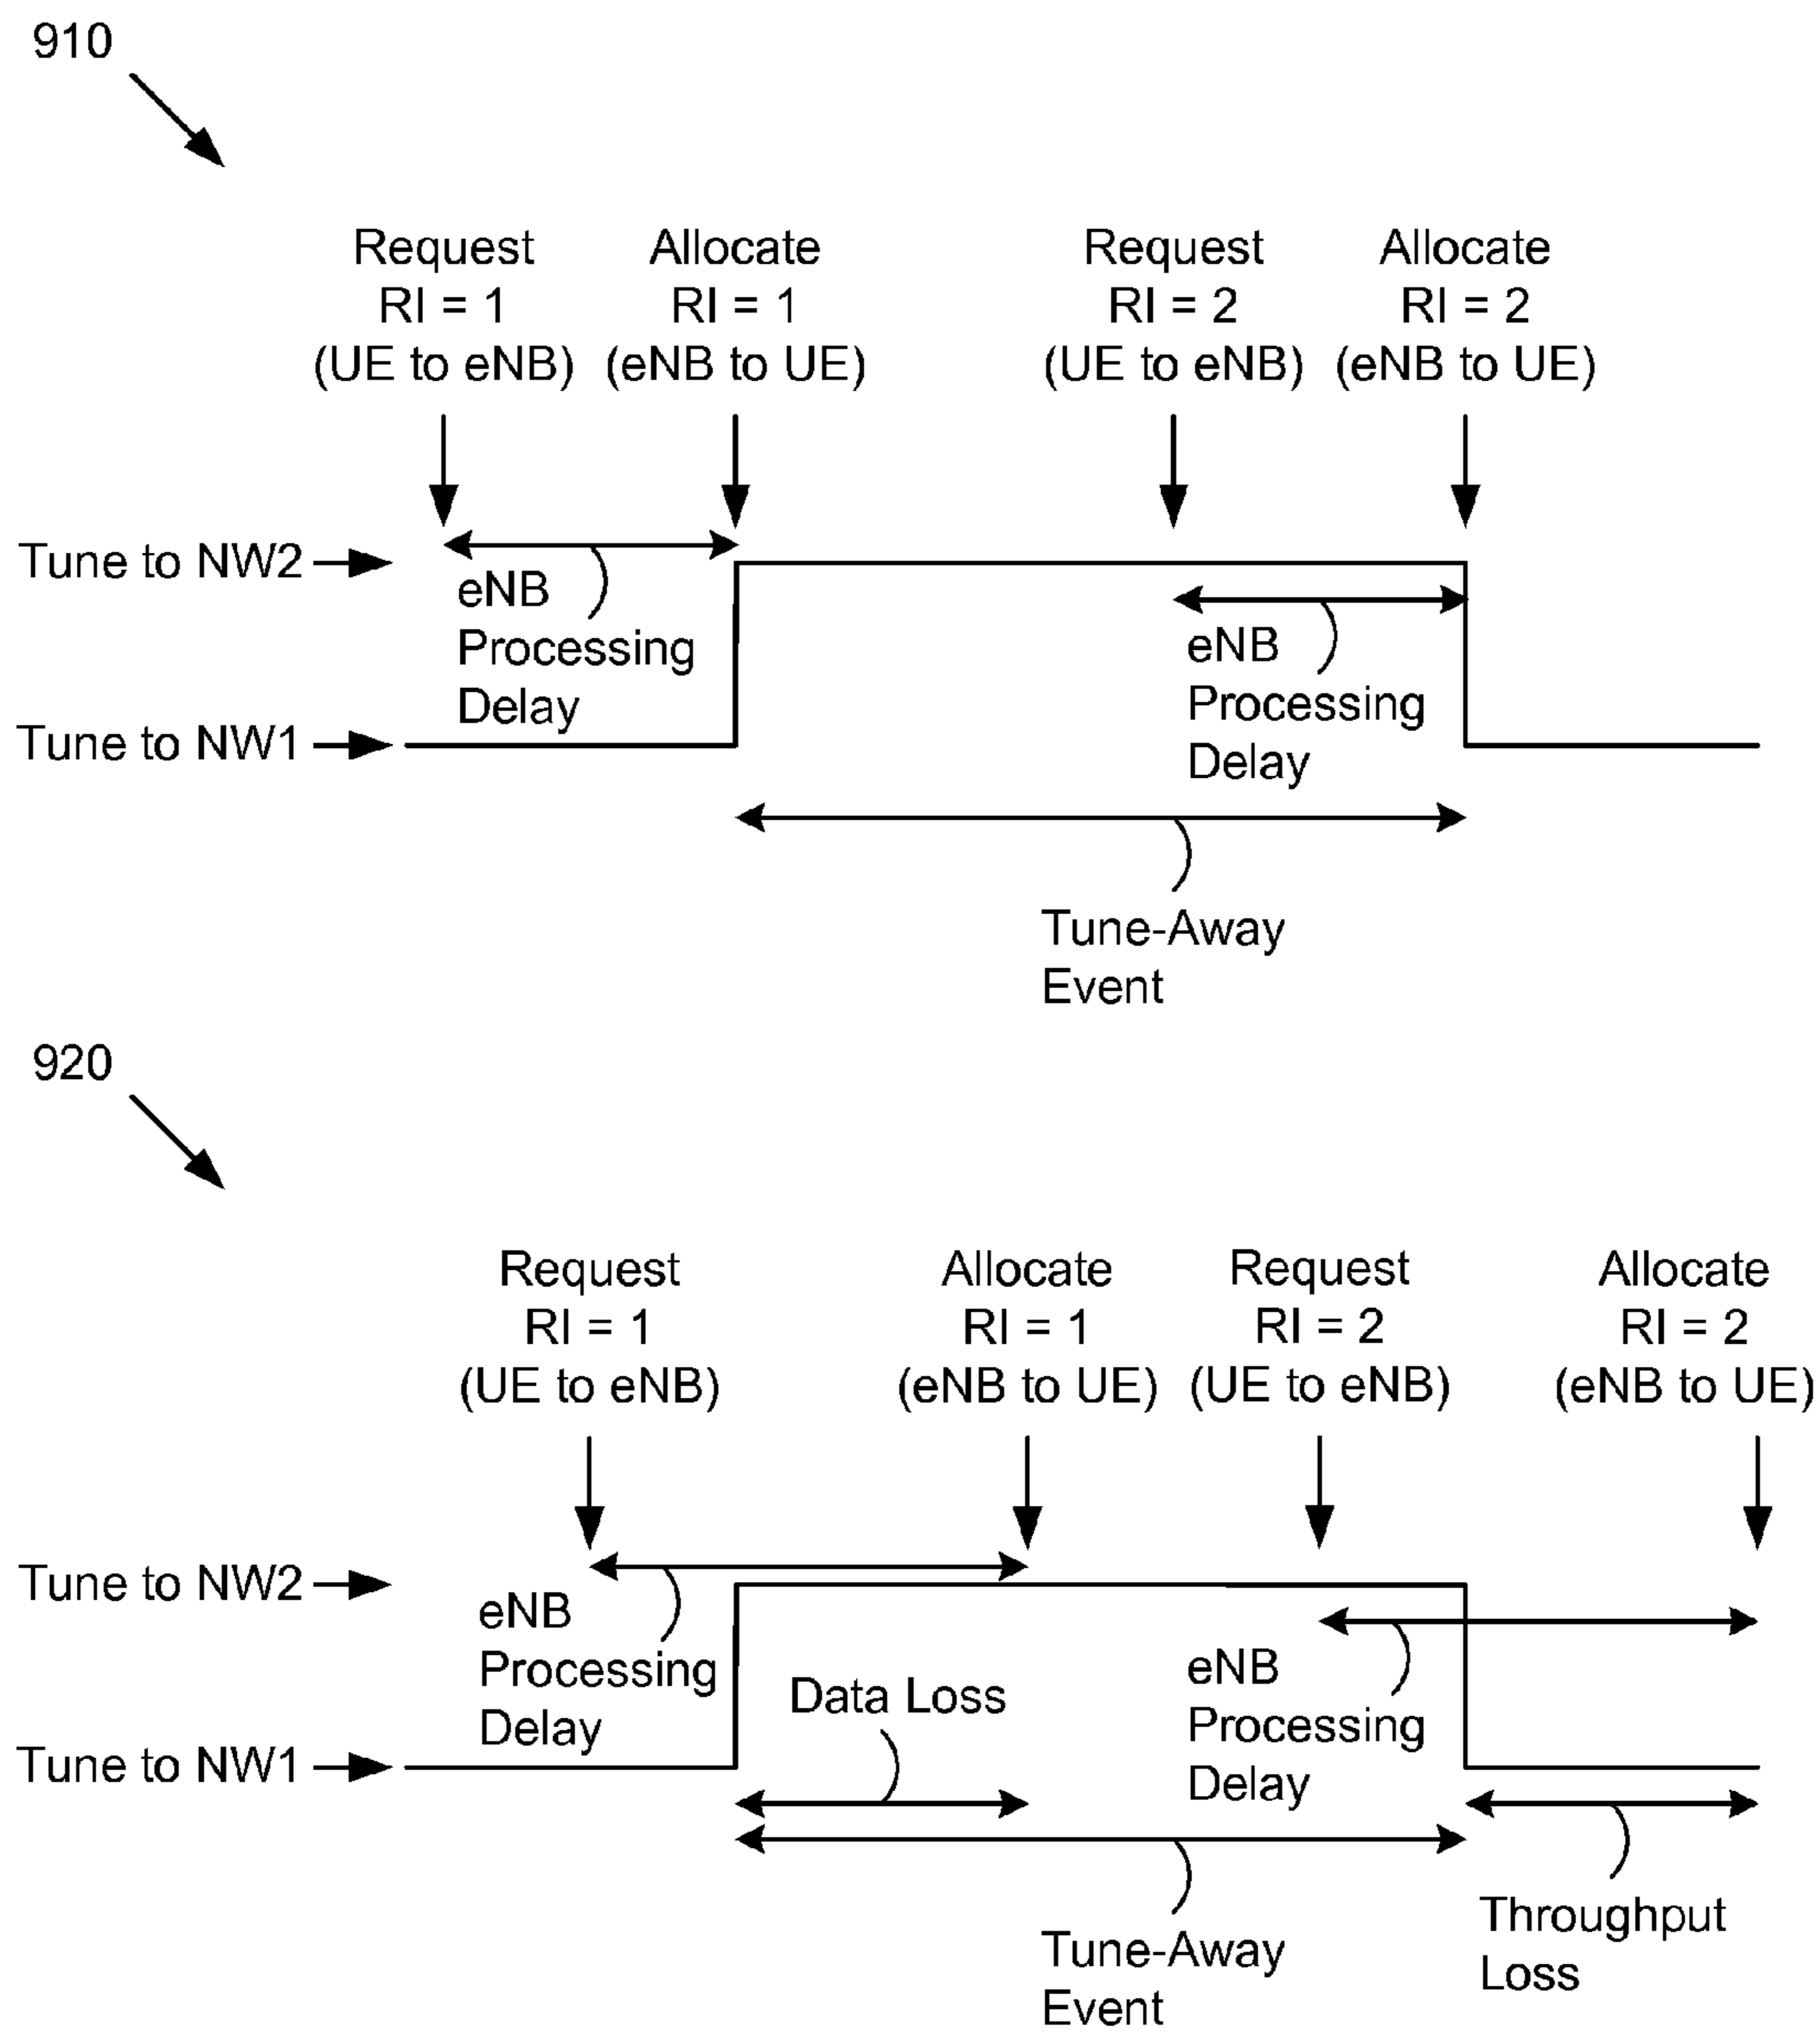 910
Request
RI = 1
(UE to eNB)
Allocate
RI = 1
(eNB to UE)
Request
RI = 2
(UE to eNB)
Allocate
RI = 2
(eNB to UE)
Tune to NW2
eNB
Processing
Delay
eNB
Processing
Delay
Tune to NW1
Tune-Away
Event
920
Request
RI = 1
(UE to eNB)
Allocate
RI = 1
(eNB to UE)
Request
RI = 2
(UE to eNB)
Allocate
RI = 2
(eNB to UE)
Tune to NW2
eNB
Processing
Delay
Data Loss
eNB
Processing
Delay
Tune to NW1
Tune-Away
Event
Throughput
Loss